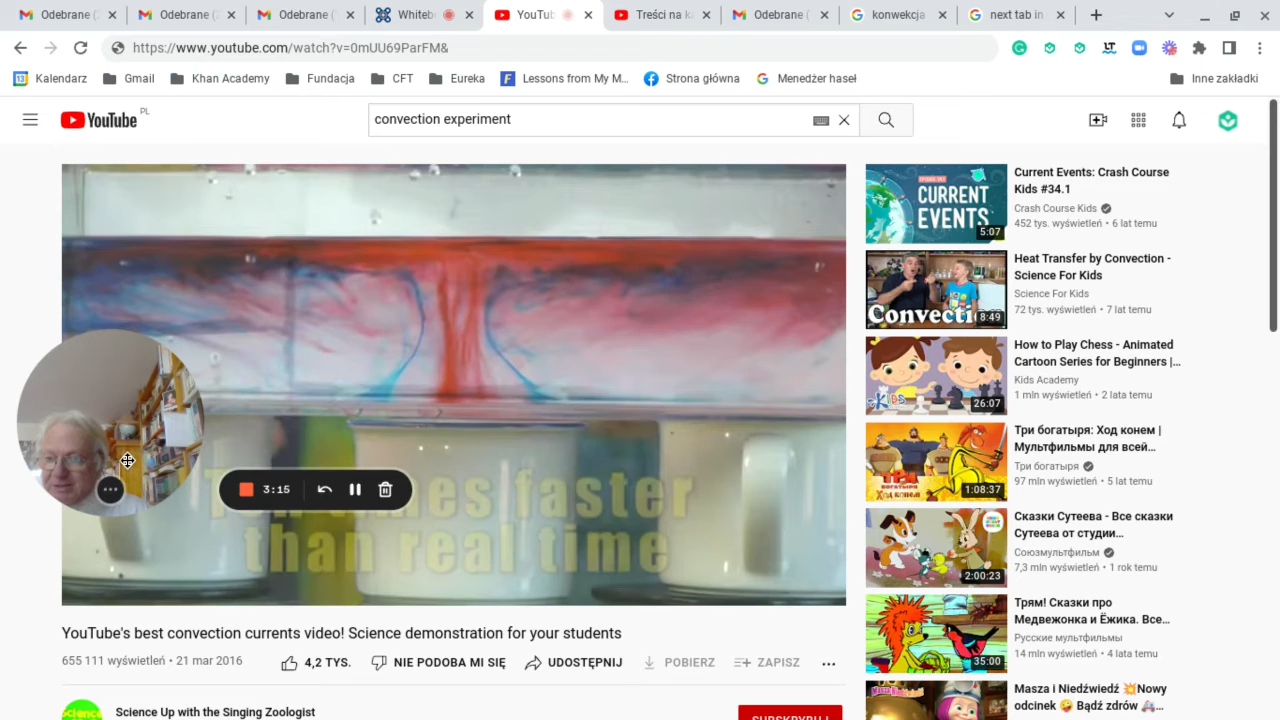 Odebrane (2
Odebrane (2
Odebrane (
Whiteb
YouTu
Treści na k
Odebrane (
konwekcja
next tab in
https://www.youtube.com/watch?v=0mUU69ParFM&
Kalendarz
Gmail
Khan Academy
Fundacja
CFT
Eureka
Lessons from My M...
Strona główna
Menedżer haseł
Inne zakładki
YouTube PL
convection experiment
than real time
3:15
YouTube's best convection currents video! Science demonstration for your students
655 111 wyświetleń • 21 mar 2016
4,2 TYS.
NIE PODOBA MI SIĘ
UDOSTĘPNIJ
POBIERZ
ZAPISZ
Science Up with the Singing Zoologist
SUBSKRYBUJ
CURRENT
EVENTS
5:07
Current Events: Crash Course
Kids #34.1
Crash Course Kids
452 tys. wyświetleń • 6 lat temu
Convecti
8:49
Heat Transfer by Convection -
Science For Kids
Science For Kids
72 tys. wyświetleń • 7 lat temu
KIDS
26:07
How to Play Chess - Animated
Cartoon Series for Beginners |...
Kids Academy
1 mln wyświetleń • 2 lata temu
ХОД КОНЕМ
1:08:37
Три богатыря: Ход конем |
Мультфильмы для всей...
Три богатыря
97 mln wyświetleń • 5 lat temu
2:00:23
Сказки Сутеева - Все сказки
Сутеева от студии...
Союзмультфильм
7,3 mln wyświetleń • 1 rok temu
35:00
Трям! Сказки про
Медвежонка и Ёжика. Все...
Русские мультфильмы
14 mln wyświetleń • 4 lata temu
Masza i Niedźwiedź 💥Nowy
odcinek 🤪 Bądź zdrów 🚑...